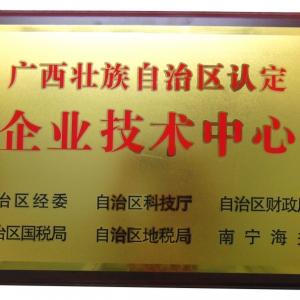 广西壮族自治区认定
企业技术中心
治区经委 自治区科技厅 自治区财政
治区国税局 自治区地税局 南宁海